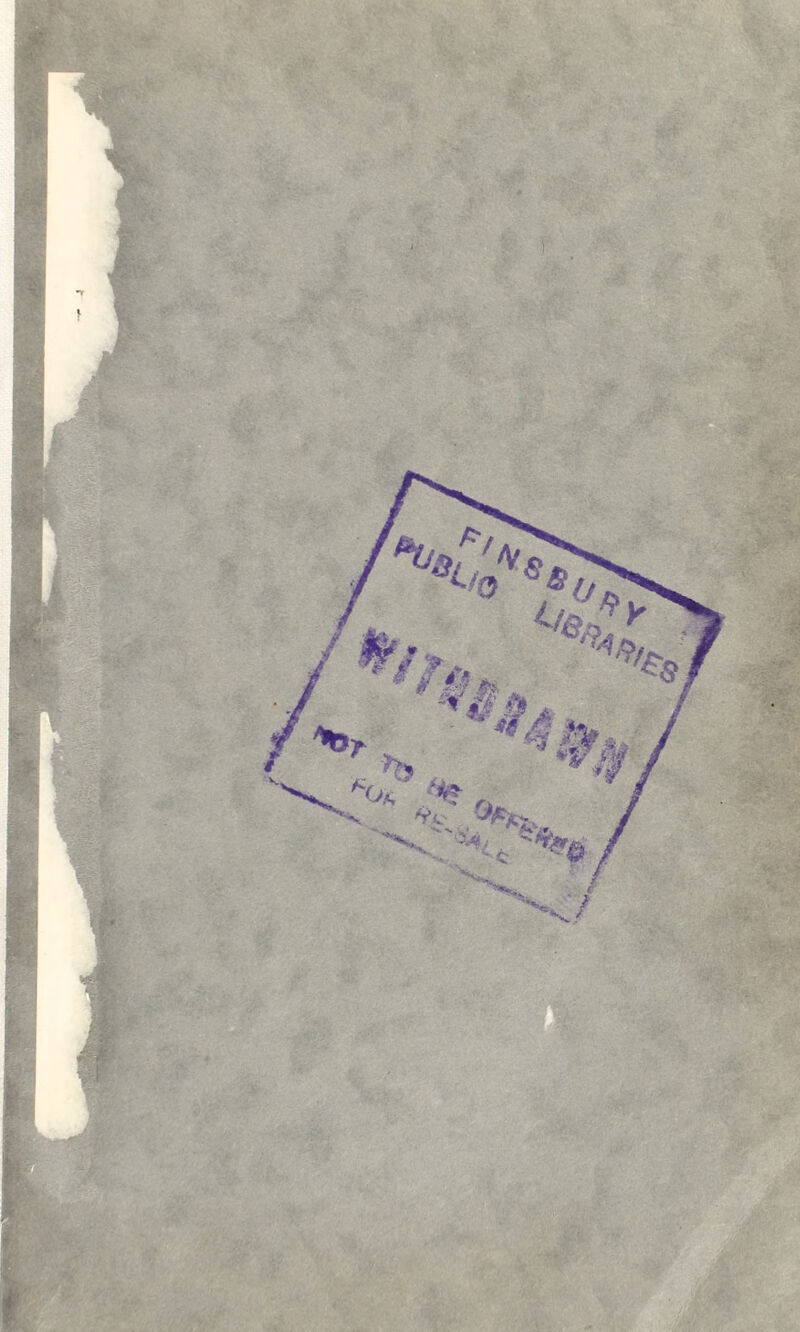 FINSBURY
PUBLIC LIBRARIES
WITHDRAWN
NOT TO BE OFFERED
FOR RE-SALE